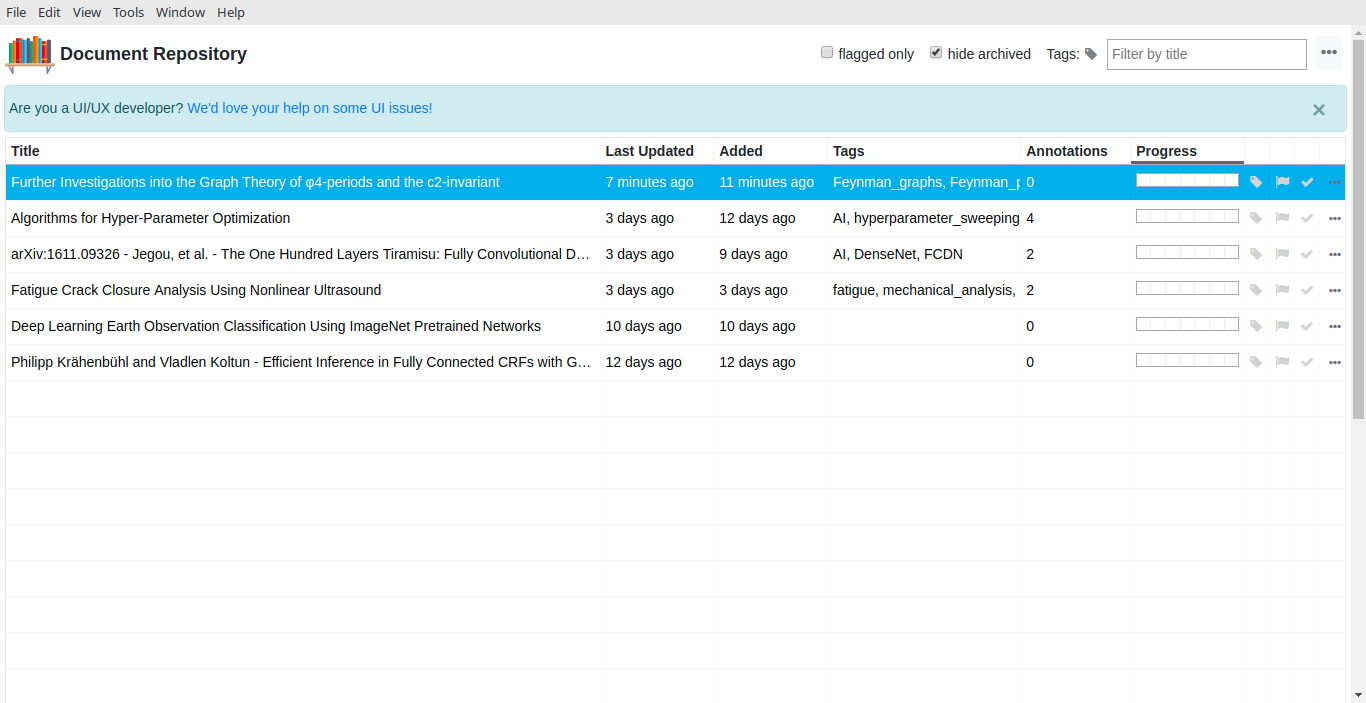 File Edit View Tools Window Help
Document Repository flagged only hide archived Tags: Filter by title
Are you a UI/UX developer? We'd love your help on some UI issues!
Title Last Updated Added Tags Annotations Progress
Further Investigations into the Graph Theory of φ4-periods and the c2-invariant 7 minutes ago 11 minutes ago Feynman_graphs, Feynman_p 0
Algorithms for Hyper-Parameter Optimization 3 days ago 12 days ago AI, hyperparameter_sweeping 4
arXiv:1611.09326 - Jegou, et al. - The One Hundred Layers Tiramisu: Fully Convolutional D… 3 days ago 9 days ago AI, DenseNet, FCDN 2
Fatigue Crack Closure Analysis Using Nonlinear Ultrasound 3 days ago 3 days ago fatigue, mechanical_analysis, 2
Deep Learning Earth Observation Classification Using ImageNet Pretrained Networks 10 days ago 10 days ago 0
Philipp Krähenbühl and Vladlen Koltun - Efficient Inference in Fully Connected CRFs with G… 12 days ago 12 days ago 0